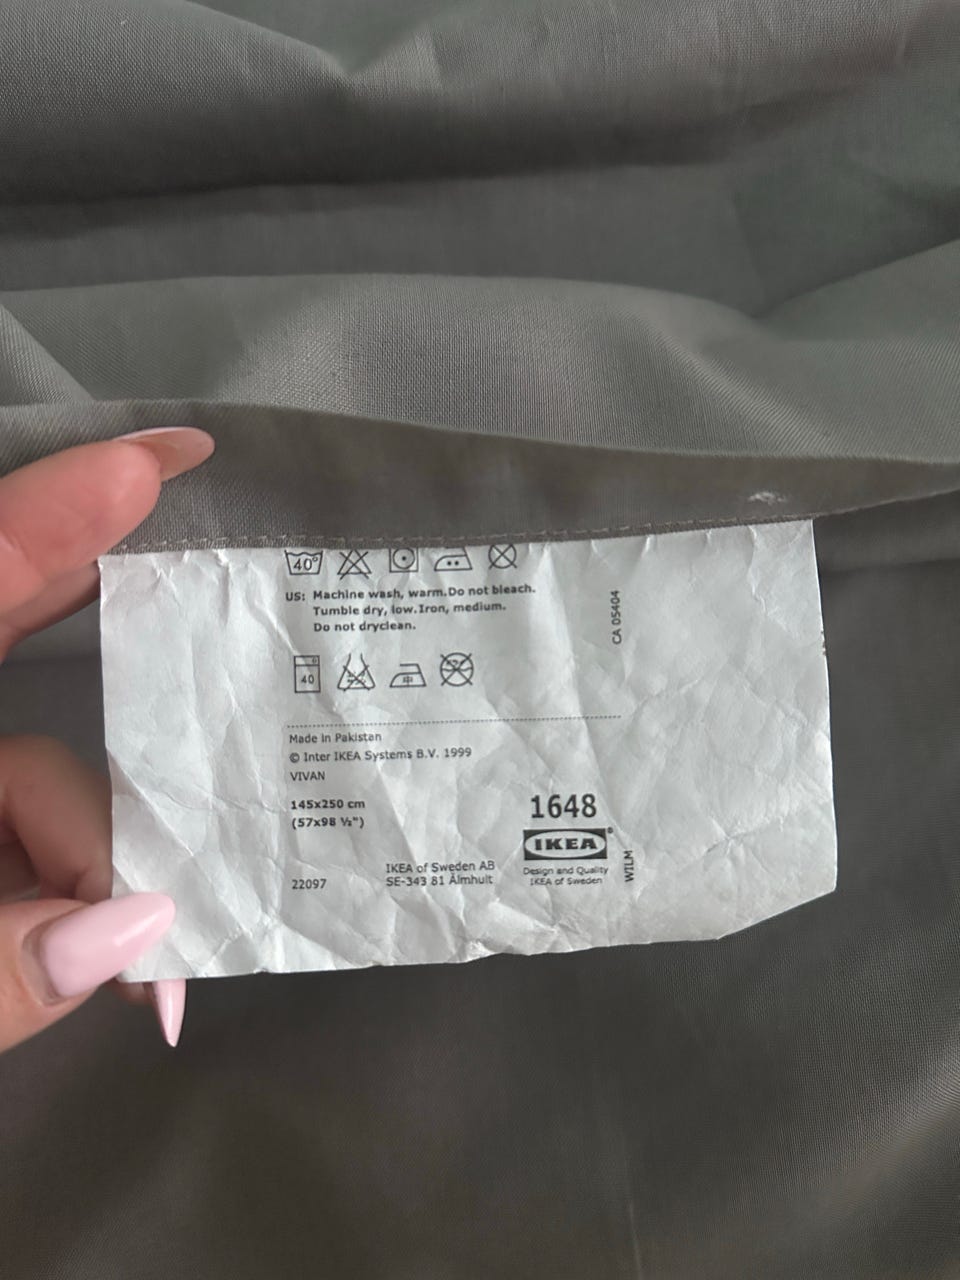 40°
US: Machine wash, warm.Do not bleach.
Tumble dry, low.Iron, medium.
Do not dryclean.
CA 05404
40
Made in Pakistan
© Inter IKEA Systems B.V. 1999
VIVAN
145x250 cm
(57x98 ½")
1648
IKEA®
Design and Quality
IKEA of Sweden
WILM
22097
IKEA of Sweden AB
SE-343 81 Älmhult